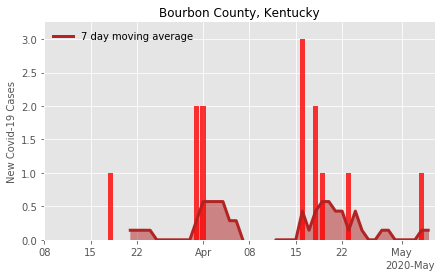 Bourbon County, Kentucky
7 day moving average
New Covid-19 Cases
3.0
2.5
2.0
1.5
1.0
0.5
0.0
08 15 22 Apr 08 15 22 May
2020-May